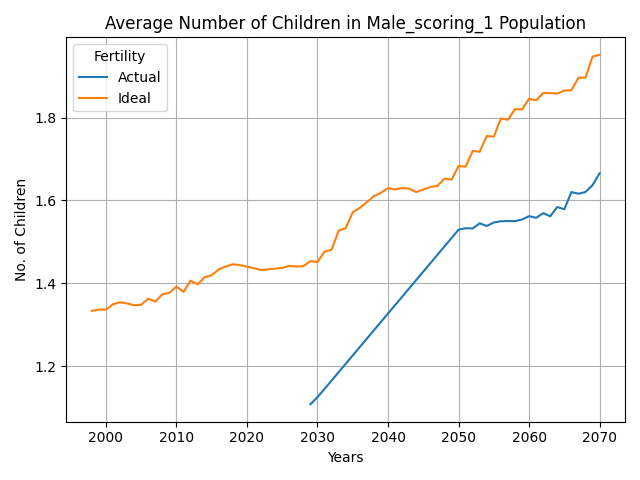 Average Number of Children in Male_scoring_1 Population
Fertility
Actual
Ideal
No. of Children
1.8
1.6
1.4
1.2
2000 2010 2020 2030 2040 2050 2060 2070
Years